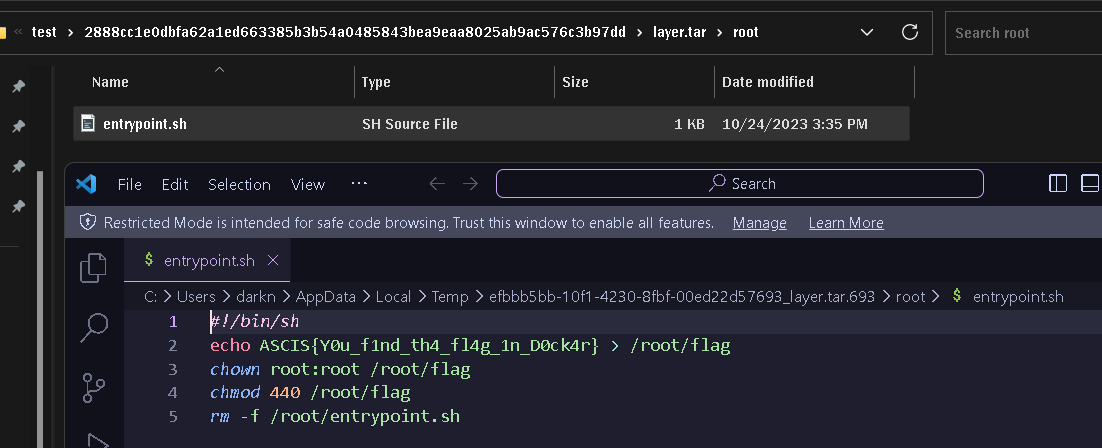 test > 2888cc1e0dbfa62a1ed663385b3b54a0485843bea9eaa8025ab9ac576c3b97dd > layer.tar > root
Search root
Name Type Size Date modified
entrypoint.sh SH Source File 1 KB 10/24/2023 3:35 PM
File Edit Selection View ··· Search
Restricted Mode is intended for safe code browsing. Trust this window to enable all features. Manage Learn More
$ entrypoint.sh ×
C: > Users > darkn > AppData > Local > Temp > efbbb5bb-10f1-4230-8fbf-00ed22d57693_layer.tar.693 > root > $ entrypoint.sh
1 #!/bin/sh
2 echo ASCIS{Y0u_f1nd_th4_fl4g_1n_D0ck4r} > /root/flag
3 chown root:root /root/flag
4 chmod 440 /root/flag
5 rm -f /root/entrypoint.sh